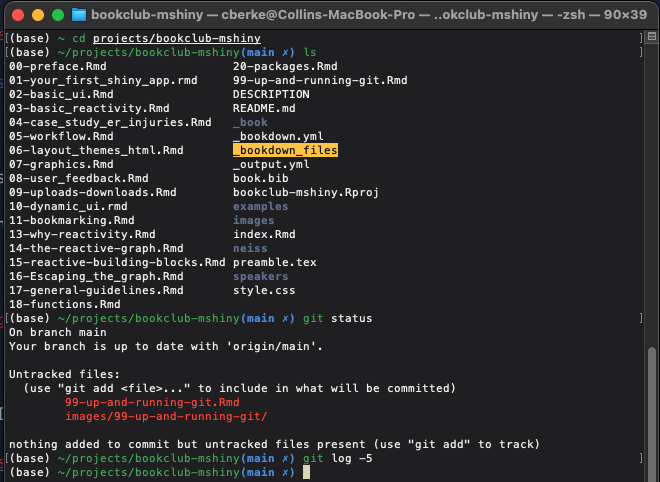 bookclub-mshiny — cberke@Collins-MacBook-Pro — ..okclub-mshiny — -zsh — 90×39
[(base) ~ cd projects/bookclub-mshiny ]
[(base) ~/projects/bookclub-mshiny(main ✗) ls ]
00-preface.Rmd 20-packages.Rmd
01-your_first_shiny_app.rmd 99-up-and-running-git.Rmd
02-basic_ui.Rmd DESCRIPTION
03-basic_reactivity.Rmd README.md
04-case_study_er_injuries.Rmd _book
05-workflow.Rmd _bookdown.yml
06-layout_themes_html.Rmd _bookdown_files
07-graphics.Rmd _output.yml
08-user_feedback.Rmd book.bib
09-uploads-downloads.Rmd bookclub-mshiny.Rproj
10-dynamic_ui.rmd examples
11-bookmarking.Rmd images
13-why-reactivity.Rmd index.Rmd
14-the-reactive-graph.Rmd neiss
15-reactive-building-blocks.Rmd preamble.tex
16-Escaping_the_graph.Rmd speakers
17-general-guidelines.Rmd style.css
18-functions.Rmd
[(base) ~/projects/bookclub-mshiny(main ✗) git status ]
On branch main
Your branch is up to date with 'origin/main'.
Untracked files:
(use "git add <file>..." to include in what will be committed)
99-up-and-running-git.Rmd
images/99-up-and-running-git/
nothing added to commit but untracked files present (use "git add" to track)
[(base) ~/projects/bookclub-mshiny(main ✗) git log -5 ]
(base) ~/projects/bookclub-mshiny(main ✗)